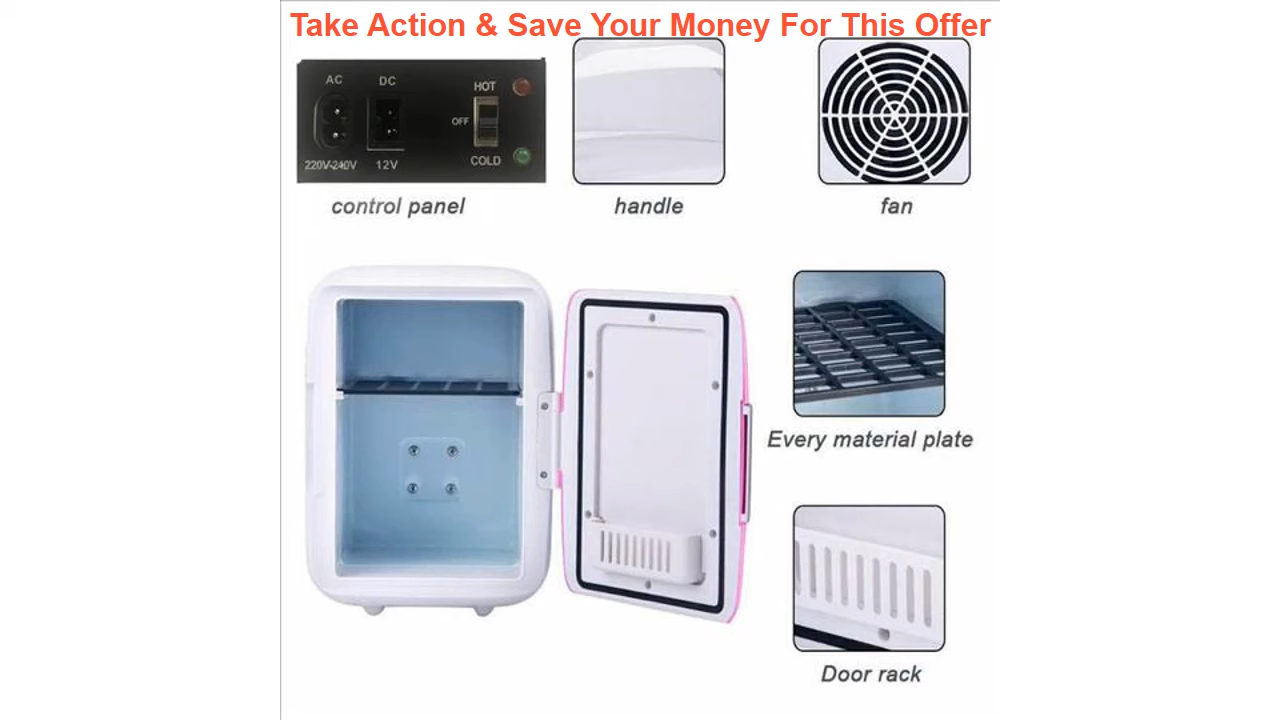 Take Action & Save Your Money For This Offer
AC DC HOT
OFF
220V-240V 12V COLD
control panel
handle
fan
Every material plate
Door rack